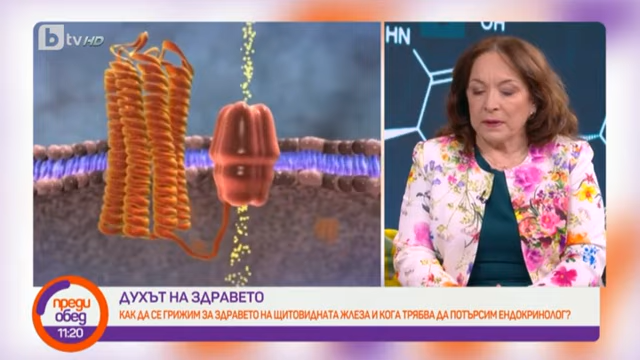 btv HD
HN
OH
ДУХЪТ НА ЗДРАВЕТО
КАК ДА СЕ ГРИЖИМ ЗА ЗДРАВЕТО НА ЩИТОВИДНАТА ЖЛЕЗА И КОГА ТРЯБВА ДА ПОТЪРСИМ ЕНДОКРИНОЛОГ?
преди
обед
11:20